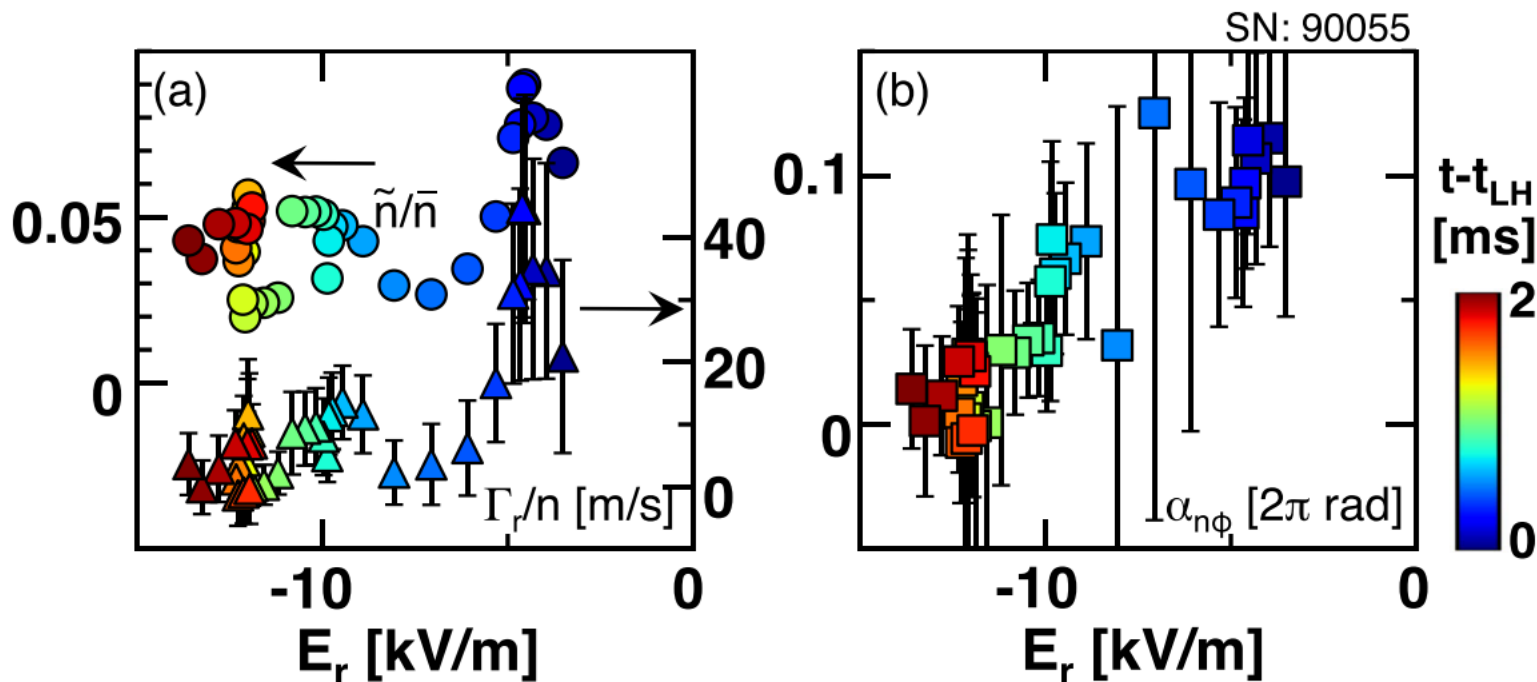 SN: 90055
(a)
ñ/n̄
0.05
0
40
20
0
Γr/n [m/s]
-10
0
Er [kV/m]
(b)
0.1
0
αnφ [2π rad]
-10
0
Er [kV/m]
t-tLH
[ms]
2
0